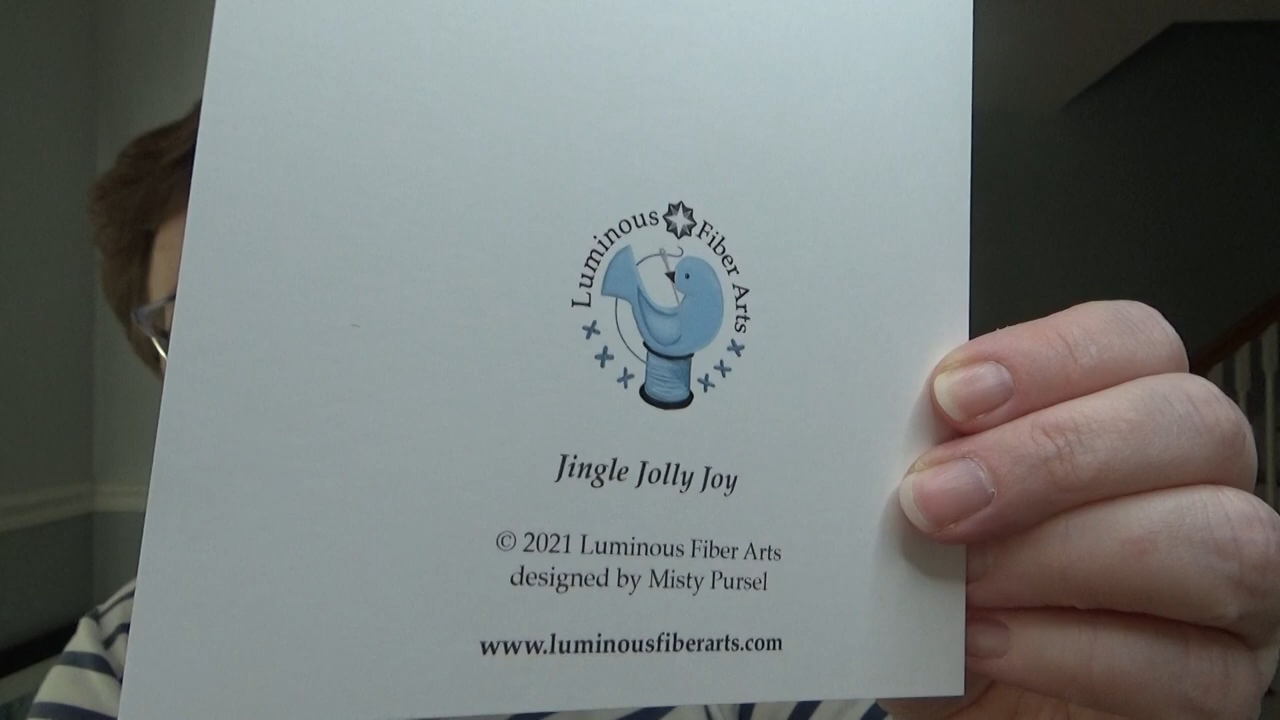 Luminous Fiber Arts
Jingle Jolly Joy
© 2021 Luminous Fiber Arts
designed by Misty Pursel
www.luminousfiberarts.com